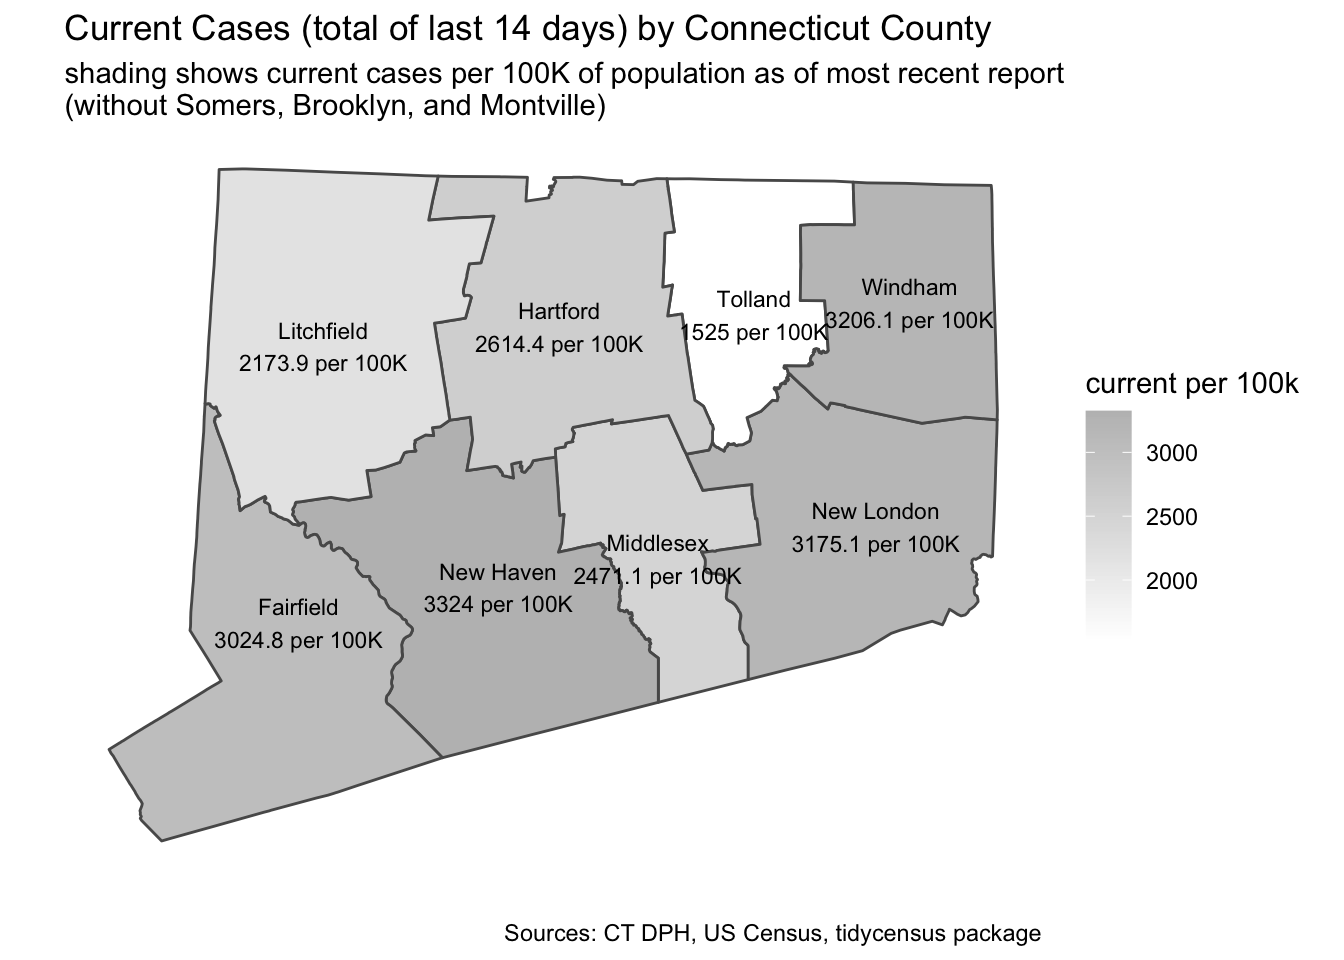 Current Cases (total of last 14 days) by Connecticut County
shading shows current cases per 100K of population as of most recent report
(without Somers, Brooklyn, and Montville)
Litchfield
2173.9 per 100K
Hartford
2614.4 per 100K
Tolland
1525 per 100K
Windham
3206.1 per 100K
Fairfield
3024.8 per 100K
New Haven
3324 per 100K
Middlesex
2471.1 per 100K
New London
3175.1 per 100K
current per 100k
3000
2500
2000
Sources: CT DPH, US Census, tidycensus package